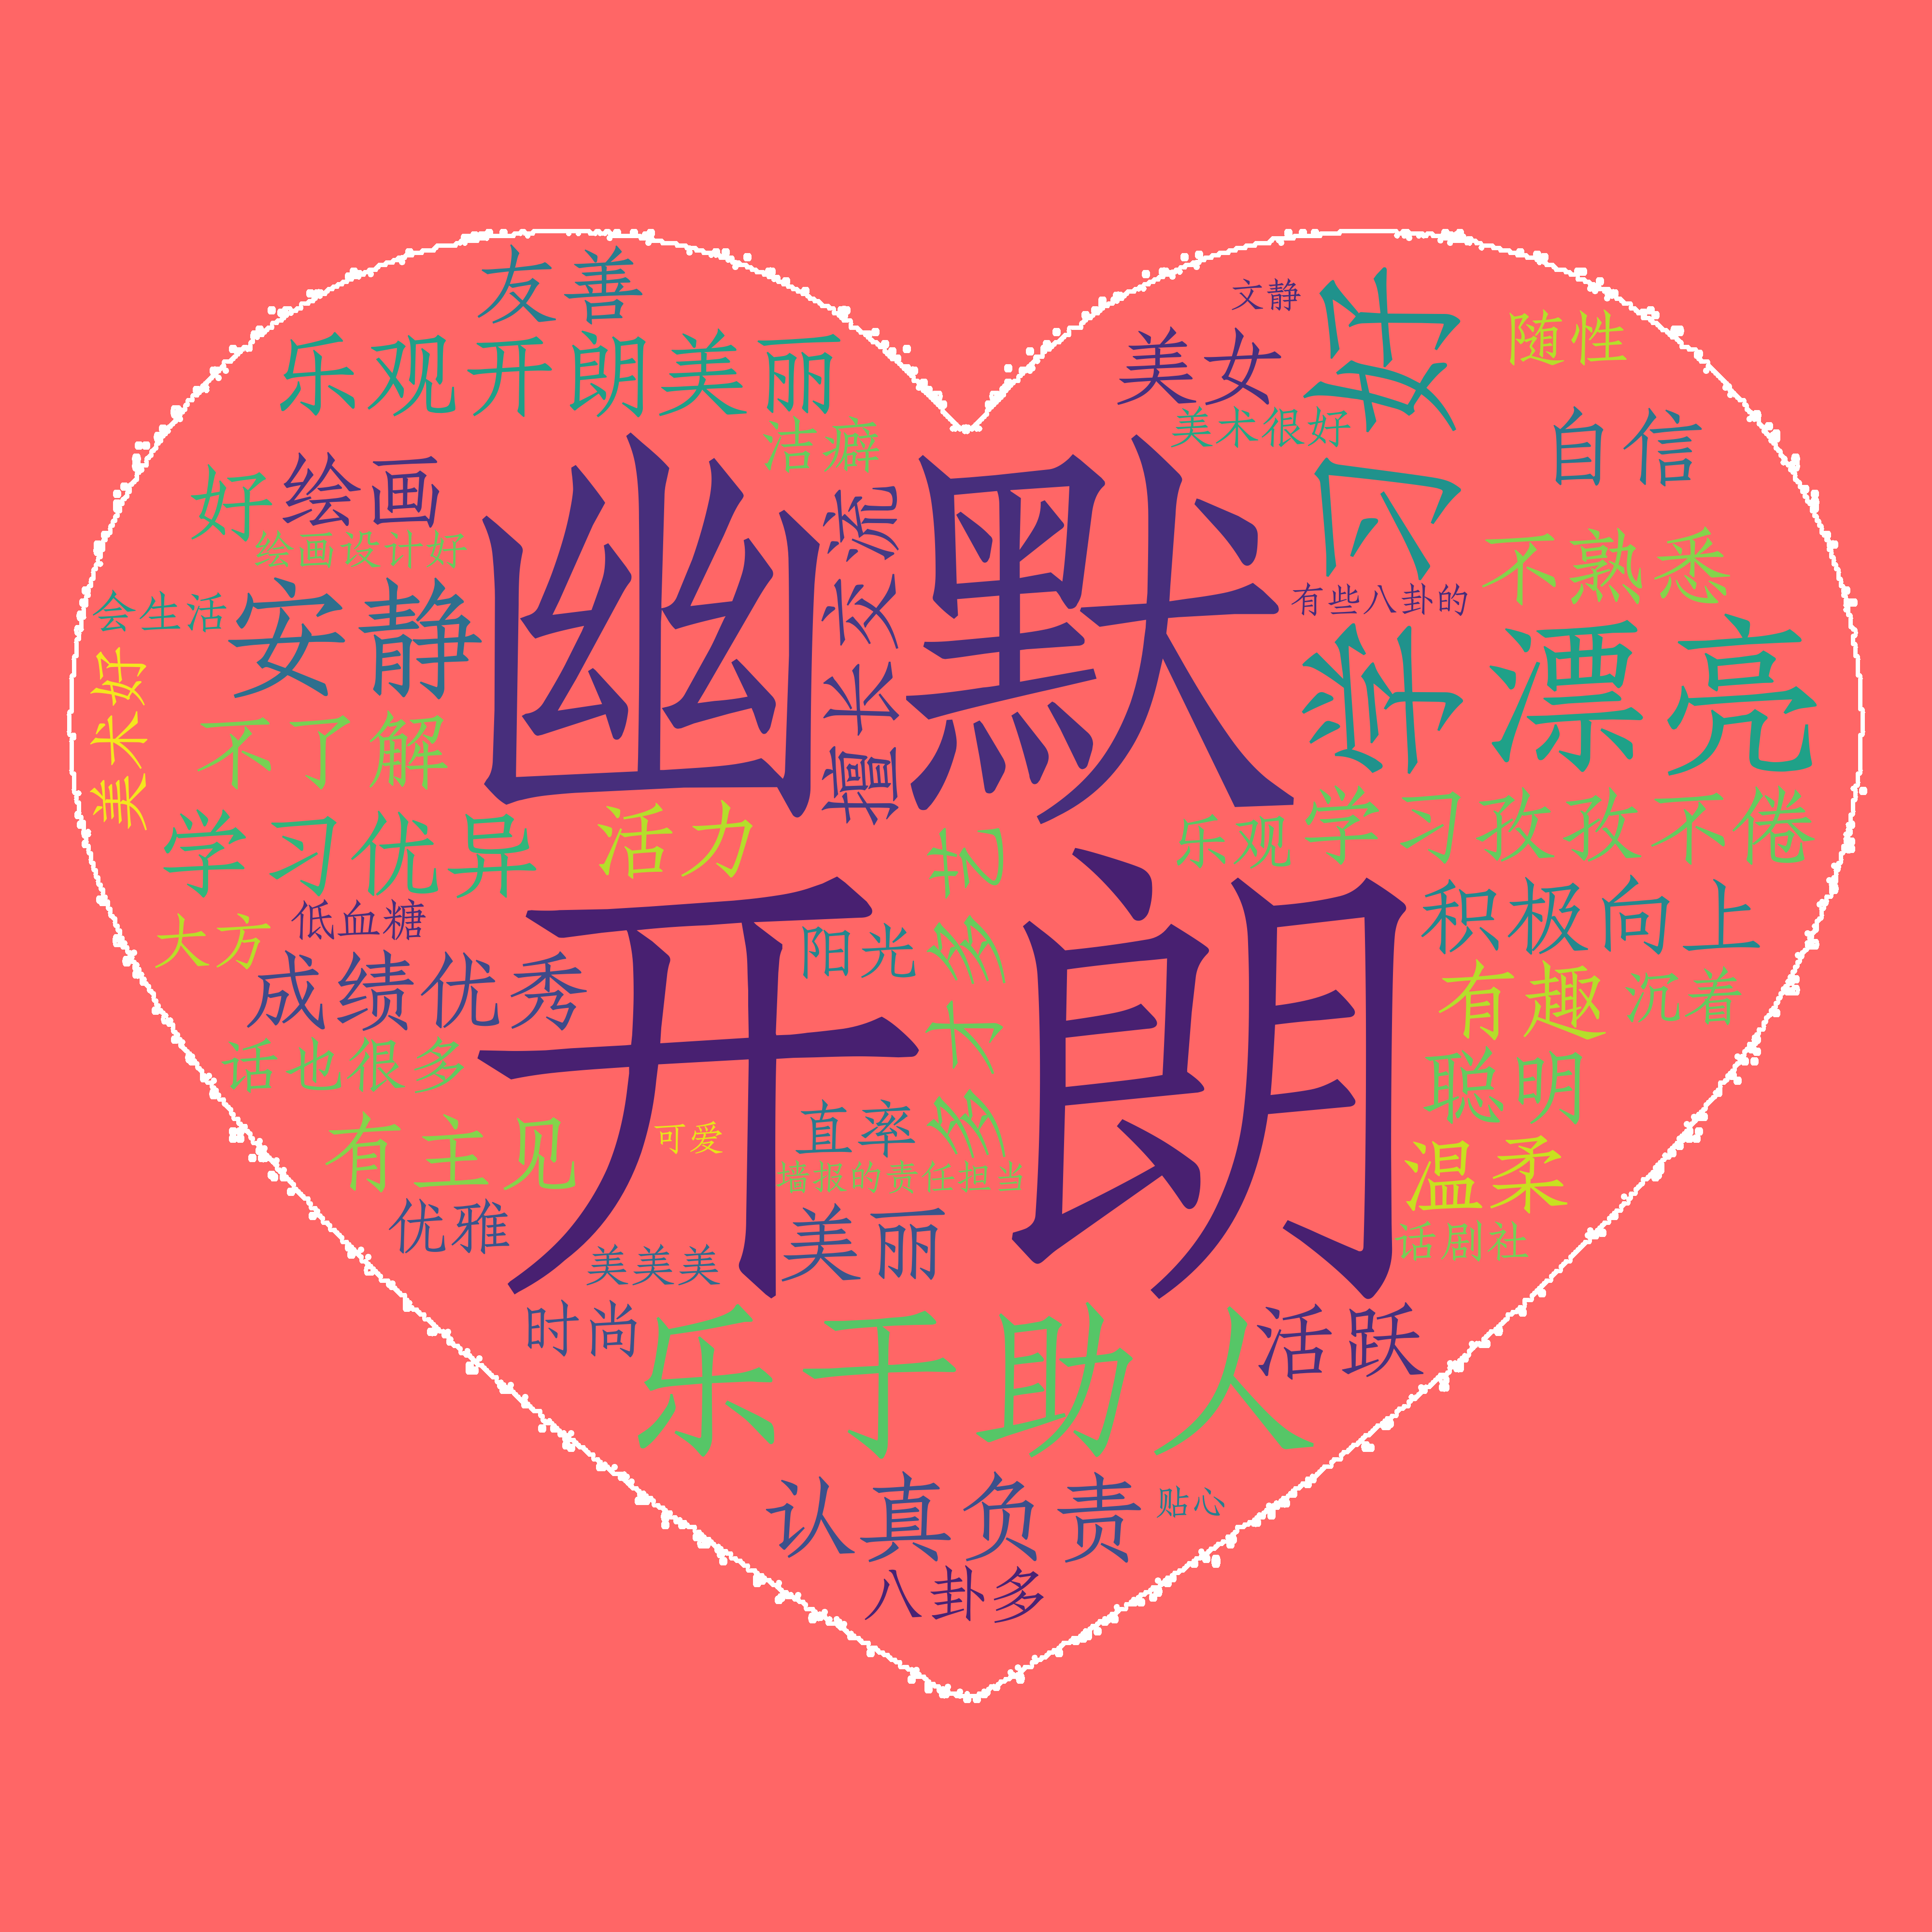 友善
文静
乐观开朗美丽
美女
随性
美术很好
自信
洁癖
好
绘画
绘画设计好
不熟悉
会生活
安静
幽默
有些八卦的
漂亮
美术好
不了解
学习优异
活力
乐观
学习孜孜不倦
多才多艺
大方
低血糖
阳光
积极向上
成绩优秀
有趣
沉着
话也很多
聪明
有主见
可爱
开朗
直率
温柔
墙报的责任担当
优雅
美丽
话剧社
美美美
时尚
乐于助人
活跃
认真负责
贴心
八卦多